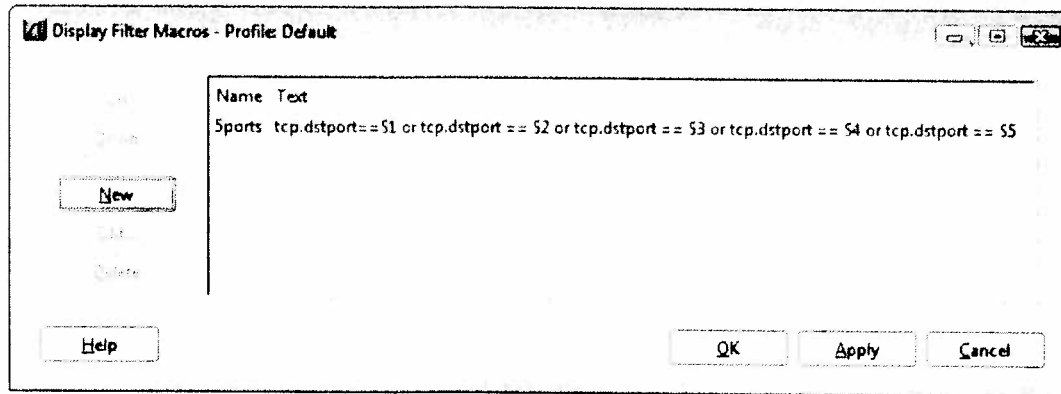 Display Filter Macros - Profile: Default
Name Text
5ports tcp.dstport==$1 or tcp.dstport == $2 or tcp.dstport == $3 or tcp.dstport == $4 or tcp.dstport == $5
New
Delete
Help
OK Apply Cancel